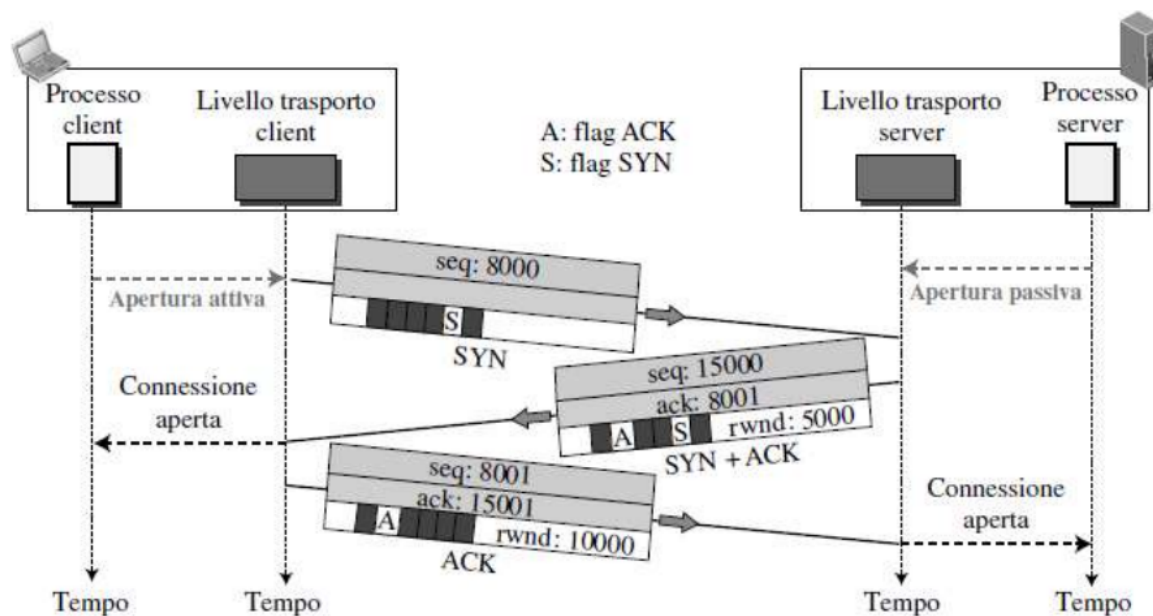 Processo
client
Livello trasporto
client
A: flag ACK
S: flag SYN
Livello trasporto
server
Processo
server
seq: 8000
S
SYN
Apertura attiva
Apertura passiva
seq: 15000
ack: 8001
A S rwnd: 5000
SYN + ACK
Connessione
aperta
seq: 8001
ack: 15001
A rwnd: 10000
ACK
Connessione
aperta
Tempo
Tempo
Tempo
Tempo